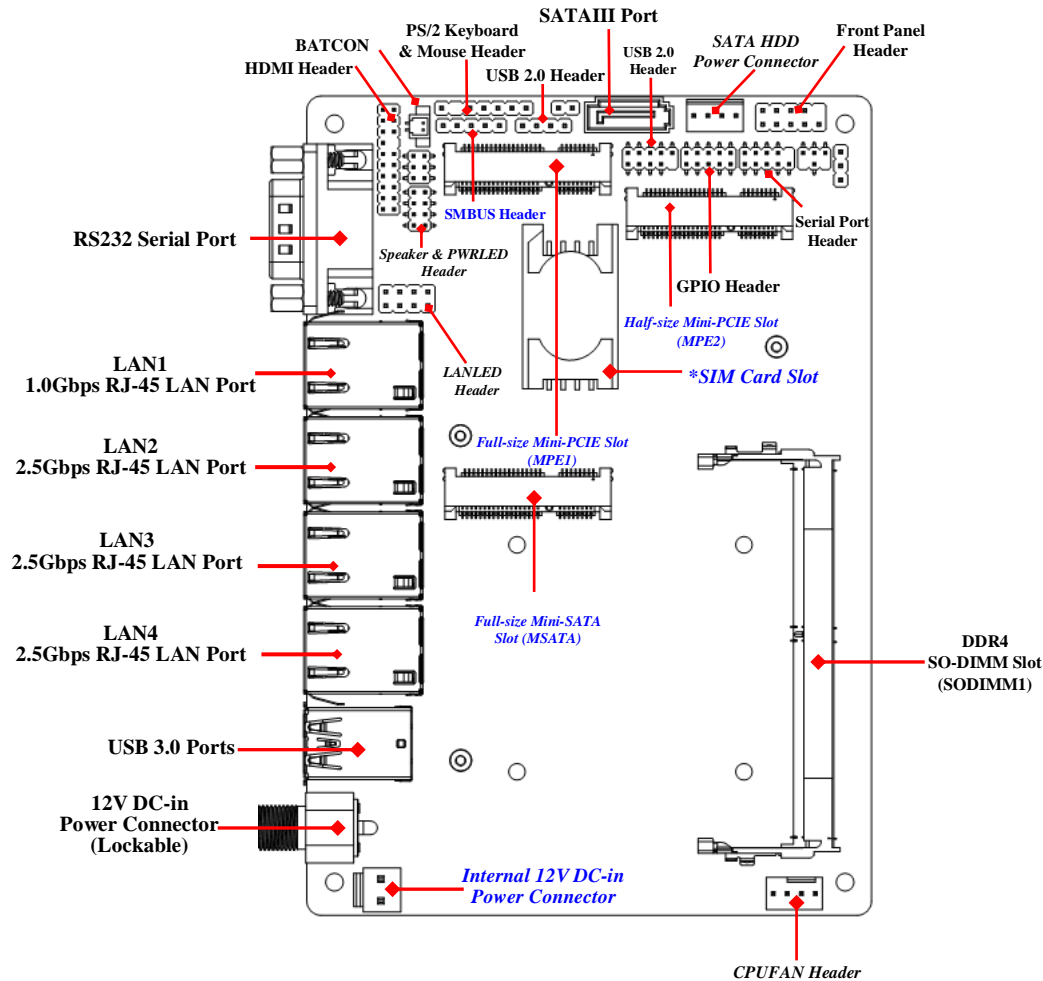 SATAIII Port
PS/2 Keyboard
& Mouse Header
BATCON
HDMI Header
USB 2.0 Header
USB 2.0
Header
SATA HDD
Power Connector
Front Panel
Header
RS232 Serial Port
SMBUS Header
Speaker & PWRLED
Header
Serial Port
Header
GPIO Header
Half-size Mini-PCIE Slot
(MPE2)
*SIM Card Slot
LANLED
Header
LAN1
1.0Gbps RJ-45 LAN Port
LAN2
2.5Gbps RJ-45 LAN Port
Full-size Mini-PCIE Slot
(MPE1)
LAN3
2.5Gbps RJ-45 LAN Port
Full-size Mini-SATA
Slot (MSATA)
LAN4
2.5Gbps RJ-45 LAN Port
DDR4
SO-DIMM Slot
(SODIMM1)
USB 3.0 Ports
12V DC-in
Power Connector
(Lockable)
Internal 12V DC-in
Power Connector
CPUFAN Header